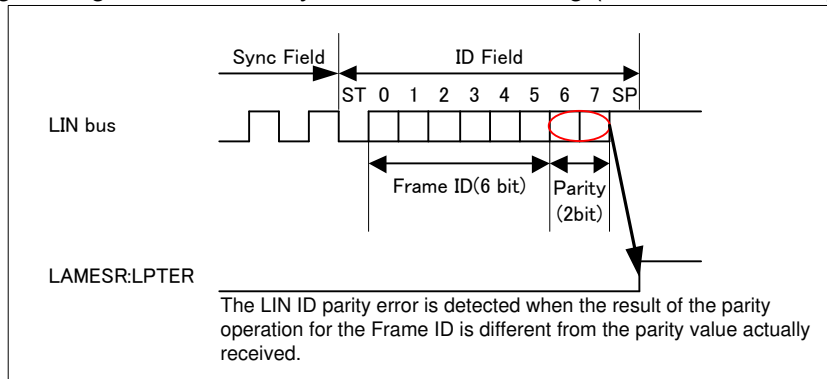 Sync Field ID Field
ST 0 1 2 3 4 5 6 7 SP
LIN bus
Frame ID(6 bit) Parity
(2bit)
LAMESR:LPTER
The LIN ID parity error is detected when the result of the parity
operation for the Frame ID is different from the parity value actually
received.